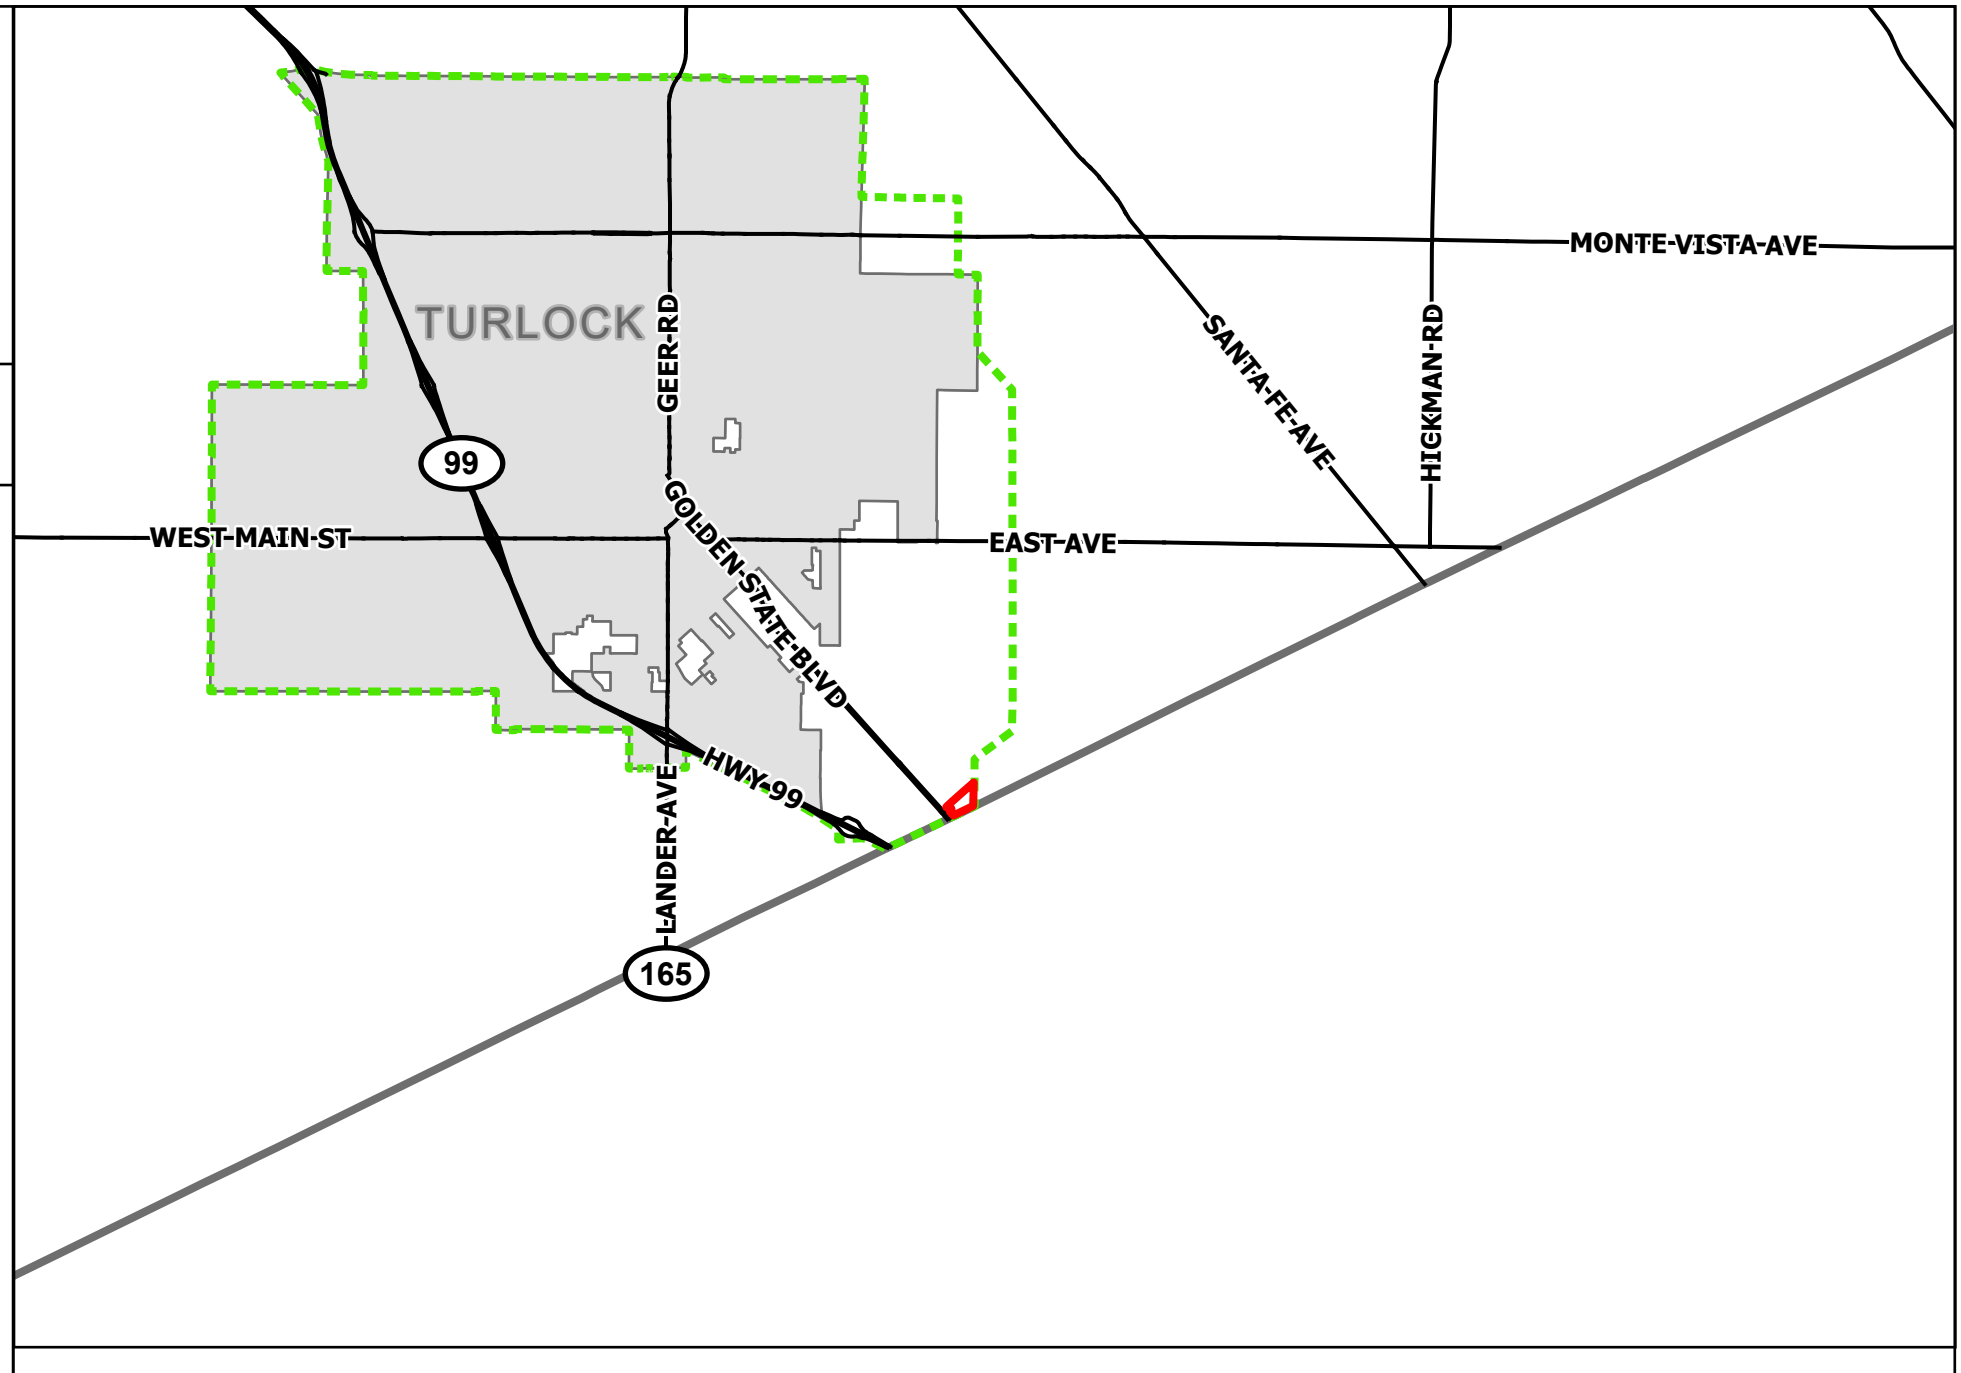 MONTE VISTA AVE
TURLOCK
GEER RD
SANTA FE AVE
HICKMAN RD
99
GOLDEN STATE BLVD
WEST MAIN ST
EAST AVE
HWY 99
LANDER AVE
165